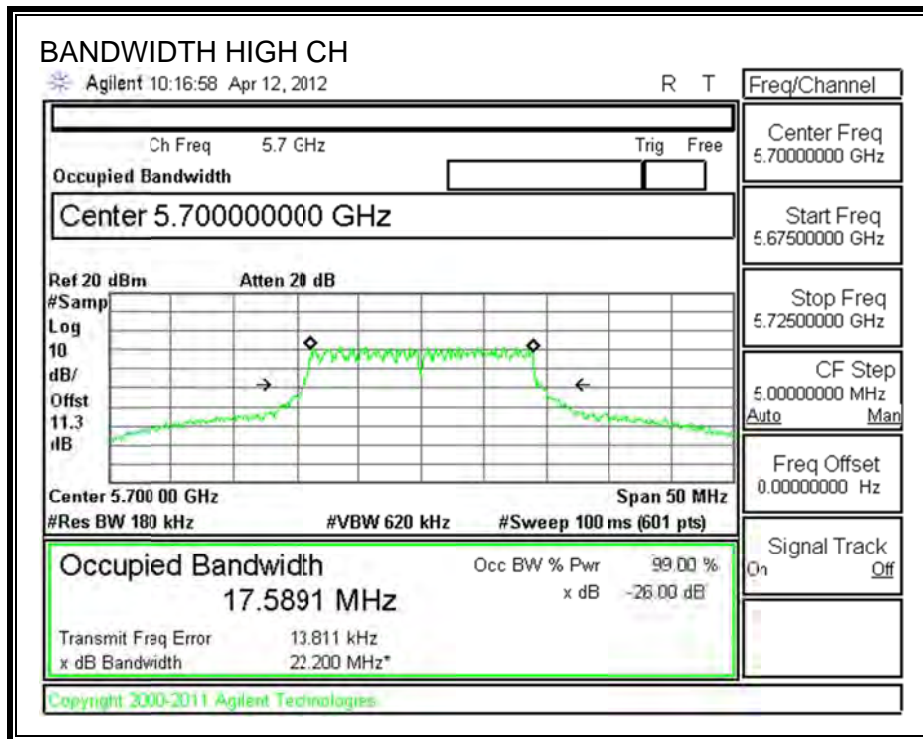 BANDWIDTH HIGH CH
Agilent 10:16:58 Apr 12, 2012 R T
Freq/Channel
Ch Freq 5.7 GHz Trig Free
Occupied Bandwidth
Center 5.700000000 GHz
Ref 20 dBm Atten 20 dB
#Samp
Log
10
dB/
Offst
11.3
dB
Center 5.700 00 GHz Span 50 MHz
#Res BW 180 kHz #VBW 620 kHz #Sweep 100 ms (601 pts)
Occupied Bandwidth
17.5891 MHz
Occ BW % Pwr 99.00 %
x dB -26.00 dB
Transmit Freq Error 13.811 kHz
x dB Bandwidth 22.200 MHz*
Copyright 2000-2011 Agilent Technologies
Center Freq
5.70000000 GHz
Start Freq
5.67500000 GHz
Stop Freq
5.72500000 GHz
CF Step
5.00000000 MHz
Auto Man
Freq Offset
0.00000000 Hz
Signal Track
On Off